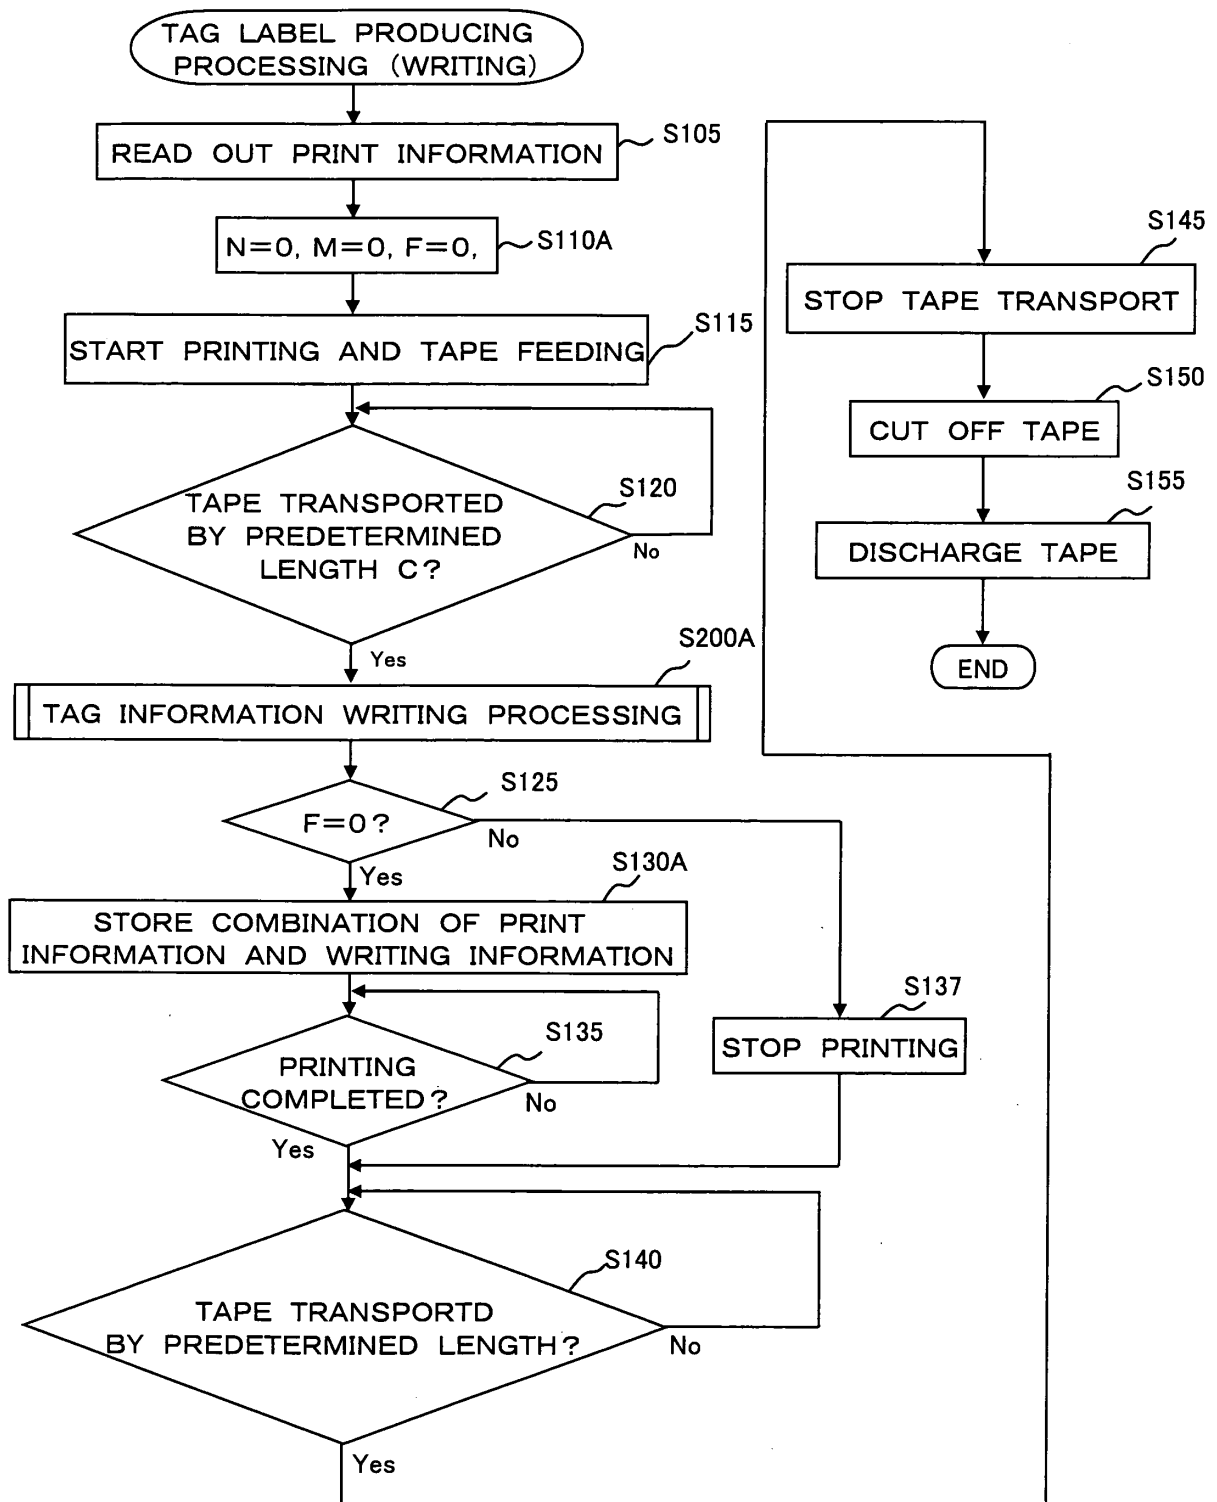 TAG LABEL PRODUCING
PROCESSING (WRITING)
S105
READ OUT PRINT INFORMATION
S110A
N=0, M=0, F=0,
S115
START PRINTING AND TAPE FEEDING
S120
TAPE TRANSPORTED
BY PREDETERMINED
LENGTH C?
No
Yes
S200A
TAG INFORMATION WRITING PROCESSING
S125
F=0?
No
Yes
S130A
STORE COMBINATION OF PRINT
INFORMATION AND WRITING INFORMATION
S137
STOP PRINTING
S135
PRINTING
COMPLETED?
No
Yes
S140
TAPE TRANSPORTD
BY PREDETERMINED LENGTH?
No
Yes
S145
STOP TAPE TRANSPORT
S150
CUT OFF TAPE
S155
DISCHARGE TAPE
END